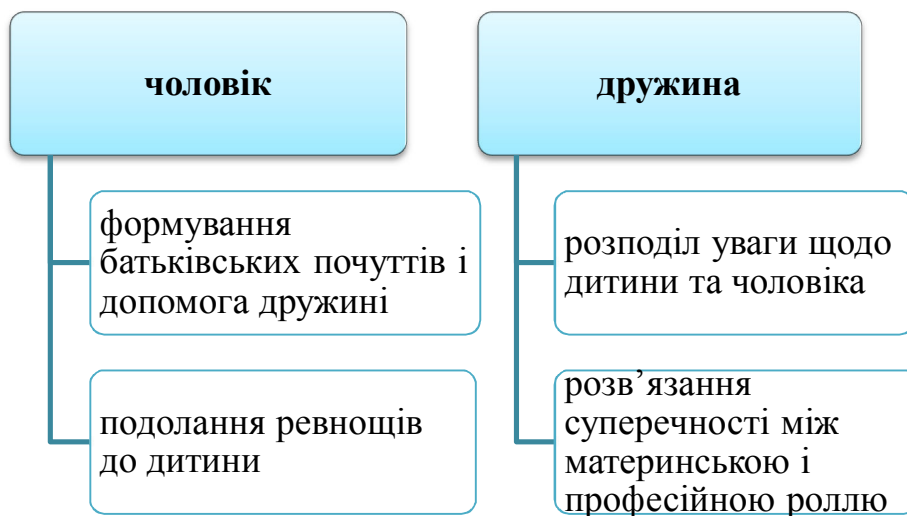 чоловік
формування
батьківських почуттів і
допомога дружині
подолання ревнощів
до дитини
дружина
розподіл уваги щодо
дитини та чоловіка
розв’язання
суперечності між
материнською і
професійною роллю